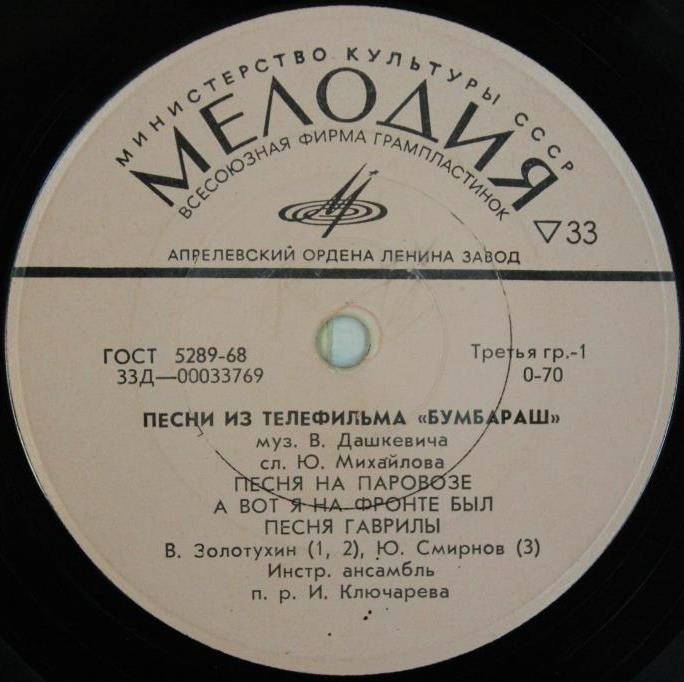 МИНИСТЕРСТВО КУЛЬТУРЫ СССР
МЕЛОДИЯ
ВСЕСОЮЗНАЯ ФИРМА ГРАМПЛАСТИНОК
▽33
АПРЕЛЕВСКИЙ ОРДЕНА ЛЕНИНА ЗАВОД
ГОСТ 5289-68
33Д—00033769
Третья гр.-1
0-70
ПЕСНИ ИЗ ТЕЛЕФИЛЬМА «БУМБАРАШ»
муз. В. Дашкевича
сл. Ю. Михайлова
ПЕСНЯ НА ПАРОВОЗЕ
А ВОТ Я НА ФРОНТЕ БЫЛ
ПЕСНЯ ГАВРИЛЫ
В. Золотухин (1, 2), Ю. Смирнов (3)
Инстр. ансамбль
п. р. И. Ключарева